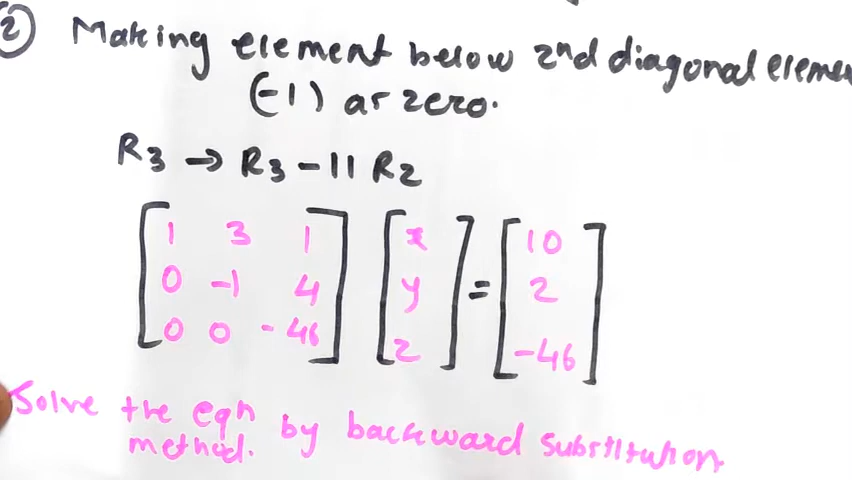 2 Making element below 2nd diagonal elemen
(-1) as zero.
R3 → R3 - 11 R2
1 3 1 x 10
0 -1 4 y = 2
0 0 -46 z -46
Solve the eqn by backward substitution
method.